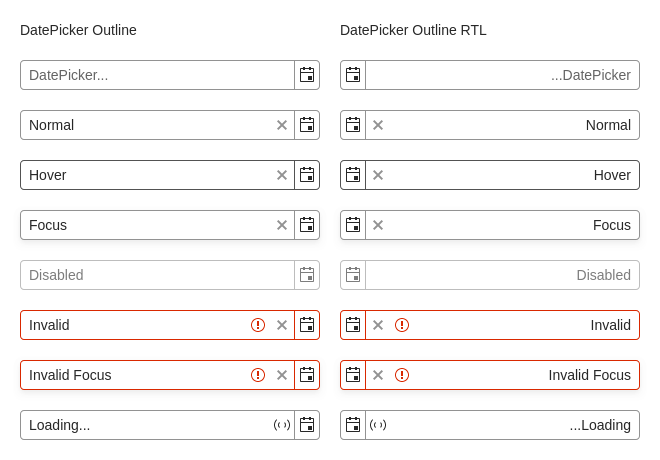 DatePicker Outline
DatePicker Outline RTL
DatePicker...
...DatePicker
Normal
Normal
Hover
Hover
Focus
Focus
Disabled
Disabled
Invalid
Invalid
Invalid Focus
Invalid Focus
Loading...
...Loading